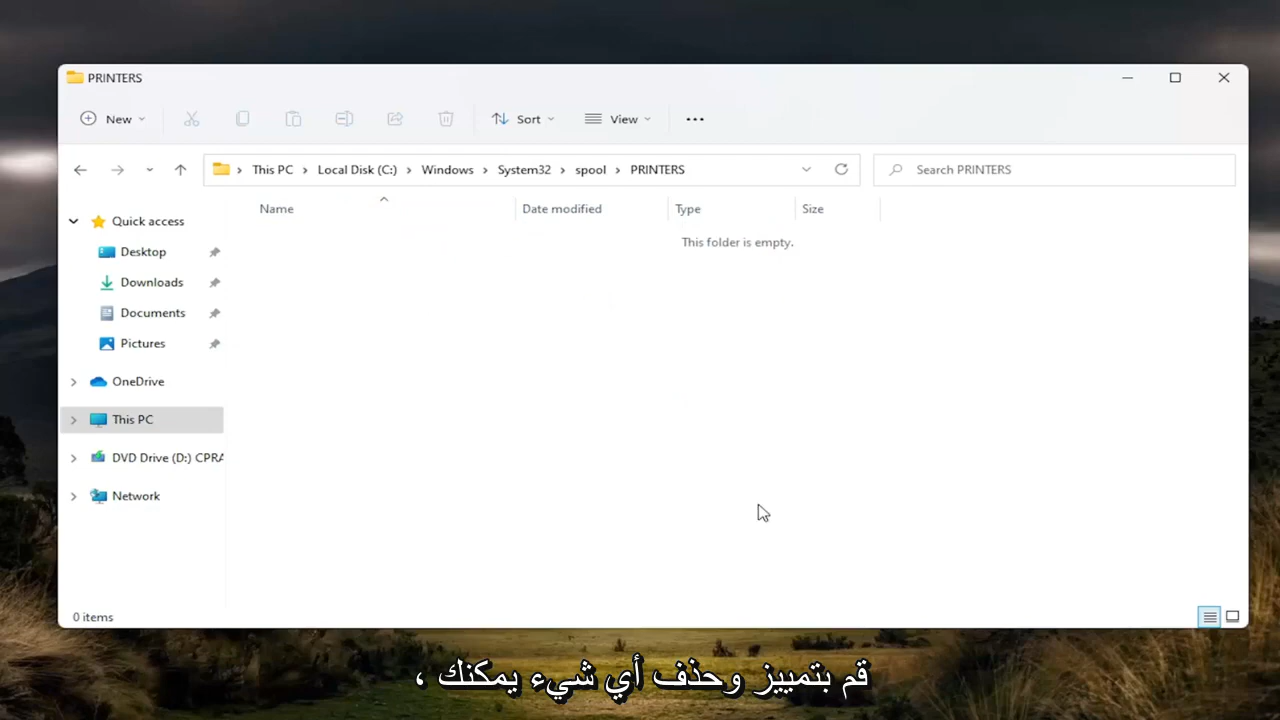 PRINTERS
New
Sort
View
This PC
Local Disk (C:)
Windows
System32
spool
PRINTERS
Search PRINTERS
Name
Date modified
Type
Size
This folder is empty.
Quick access
Desktop
Downloads
Documents
Pictures
OneDrive
This PC
DVD Drive (D:) CPRA
Network
0 items
قم بتمييز وحذف أي شيء يمكنك ،